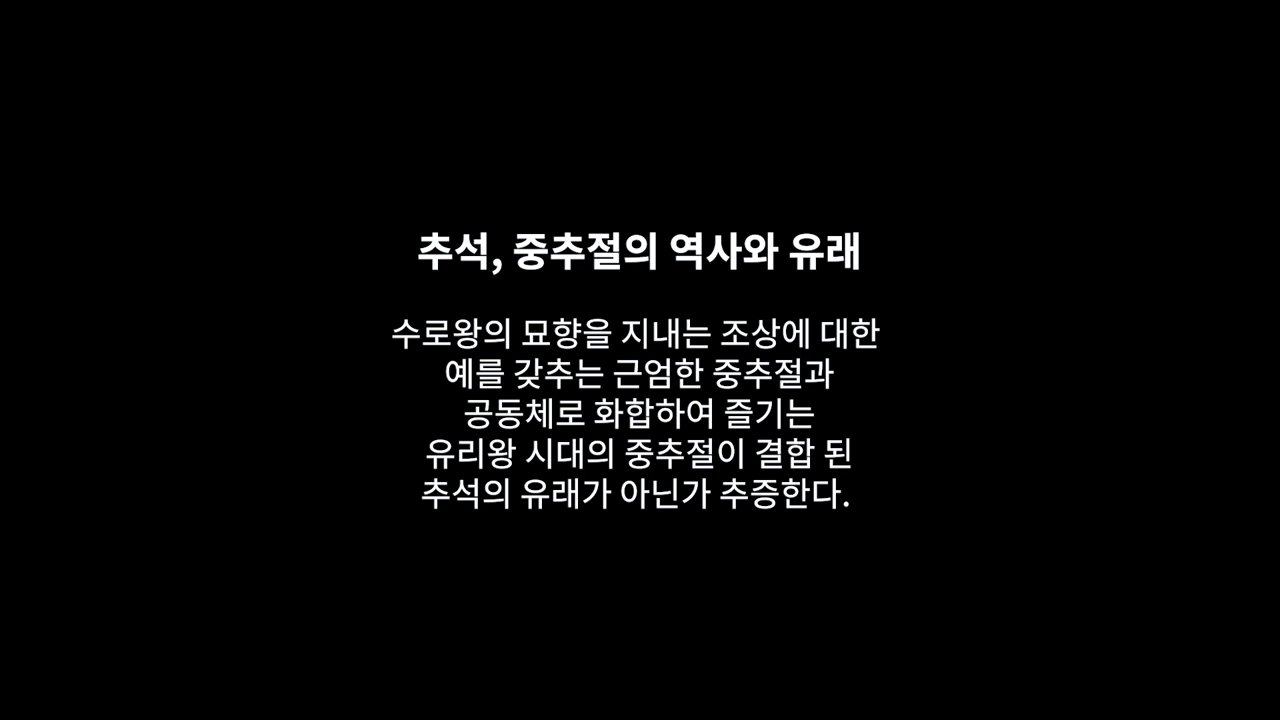 추석, 중추절의 역사와 유래
수로왕의 묘향을 지내는 조상에 대한
예를 갖추는 근엄한 중추절과
공동체로 화합하여 즐기는
유리왕 시대의 중추절이 결합 된
추석의 유래가 아닌가 추증한다.